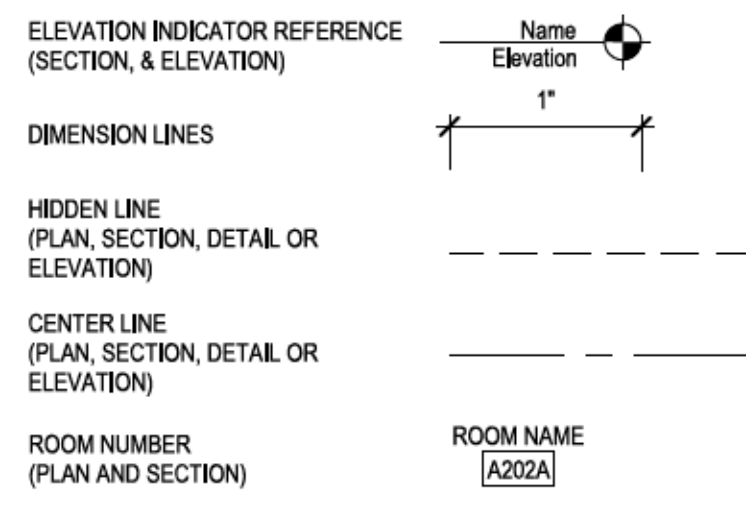 ELEVATION INDICATOR REFERENCE
(SECTION, & ELEVATION)
Name
Elevation
DIMENSION LINES
1"
HIDDEN LINE
(PLAN, SECTION, DETAIL OR
ELEVATION)
CENTER LINE
(PLAN, SECTION, DETAIL OR
ELEVATION)
ROOM NUMBER
(PLAN AND SECTION)
ROOM NAME
A202A